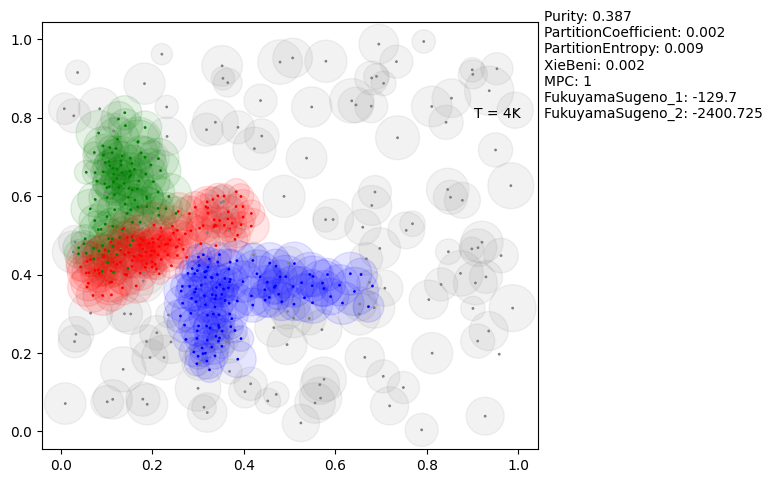 Purity: 0.387
PartitionCoefficient: 0.002
PartitionEntropy: 0.009
XieBeni: 0.002
MPC: 1
FukuyamaSugeno_1: -129.7
FukuyamaSugeno_2: -2400.725
T = 4K
1.0
0.8
0.6
0.4
0.2
0.0
0.0 0.2 0.4 0.6 0.8 1.0